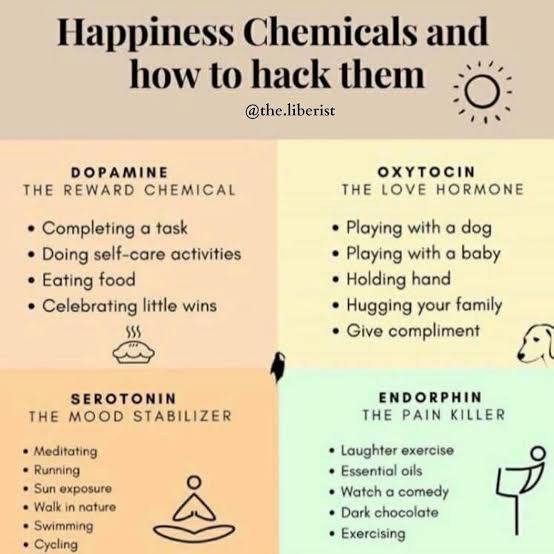 Happiness Chemicals and
how to hack them
@the.liberist
DOPAMINE
THE REWARD CHEMICAL
• Completing a task
• Doing self-care activities
• Eating food
• Celebrating little wins
OXYTOCIN
THE LOVE HORMONE
• Playing with a dog
• Playing with a baby
• Holding hand
• Hugging your family
• Give compliment
SEROTONIN
THE MOOD STABILIZER
• Meditating
• Running
• Sun exposure
• Walk in nature
• Swimming
• Cycling
ENDORPHIN
THE PAIN KILLER
• Laughter exercise
• Essential oils
• Watch a comedy
• Dark chocolate
• Exercising